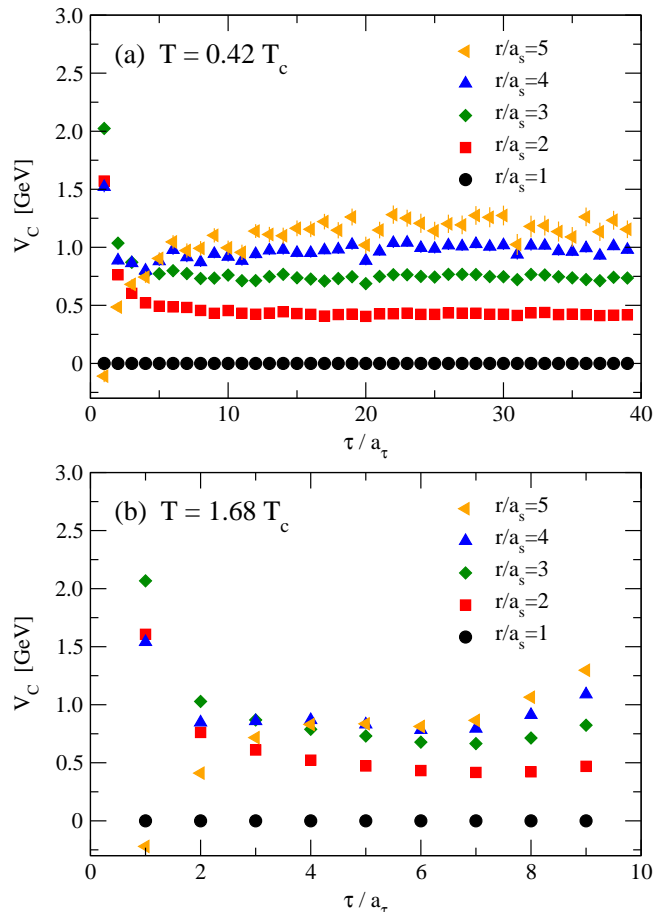 3.0
(a) T = 0.42 T_c
r/a_s=5
2.5
r/a_s=4
r/a_s=3
2.0
r/a_s=2
r/a_s=1
1.5
V_C [GeV]
1.0
0.5
0
0 10 20 30 40
τ / a_τ
3.0
(b) T = 1.68 T_c
r/a_s=5
2.5
r/a_s=4
r/a_s=3
2.0
r/a_s=2
r/a_s=1
1.5
V_C [GeV]
1.0
0.5
0
0 2 4 6 8 10
τ / a_τ